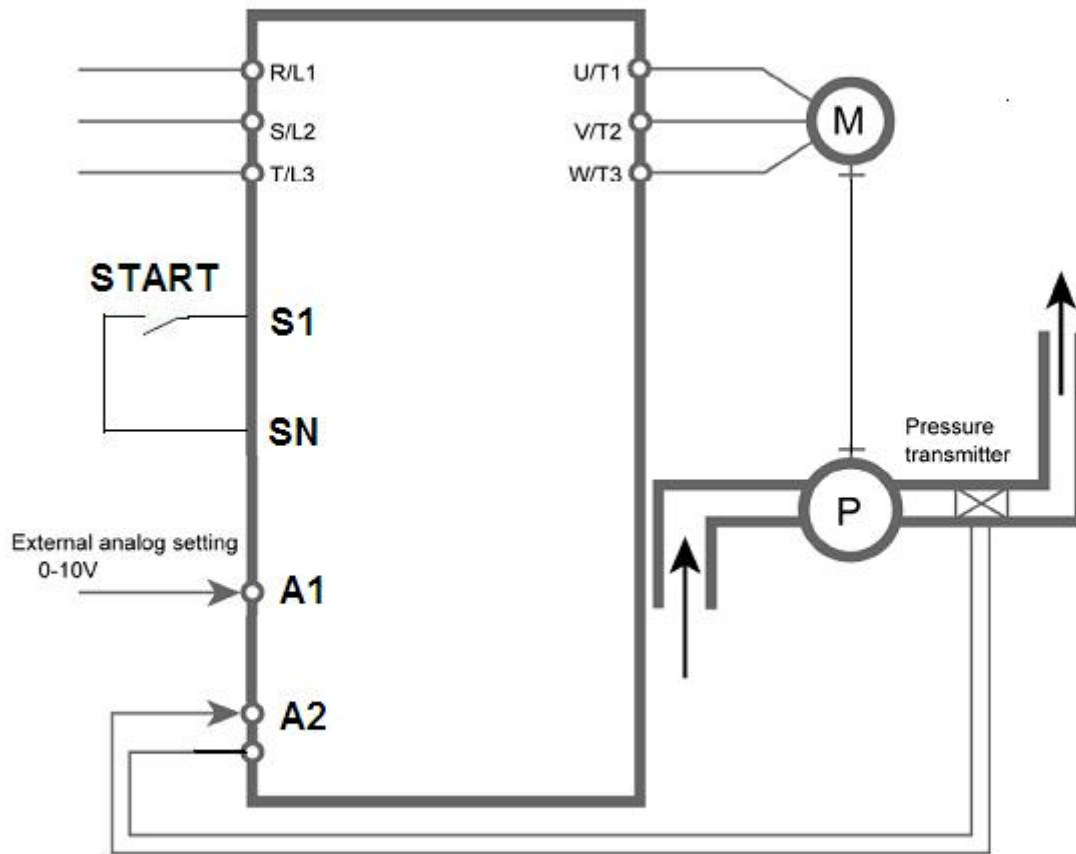 R/L1
U/T1
M
S/L2
V/T2
T/L3
W/T3
START
S1
SN
Pressure
transmitter
P
External analog setting
0-10V
A1
A2